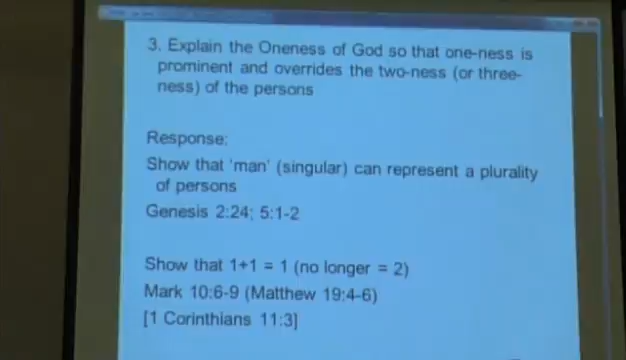 3. Explain the Oneness of God so that one-ness is
prominent and overrides the two-ness (or three-
ness) of the persons
Response:
Show that 'man' (singular) can represent a plurality
of persons
Genesis 2:24; 5:1-2
Show that 1+1 = 1 (no longer = 2)
Mark 10:6-9 (Matthew 19:4-6)
[1 Corinthians 11:3]